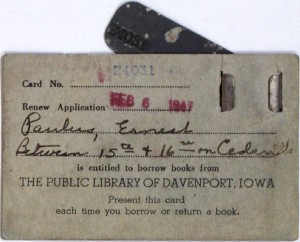 Card No. 24031
Renew Application FEB 6 1947
Paulus, Ernest
Between 15th & 16th on Cedar
is entitled to borrow books from
THE PUBLIC LIBRARY OF DAVENPORT, IOWA
Present this card
each time you borrow or return a book.